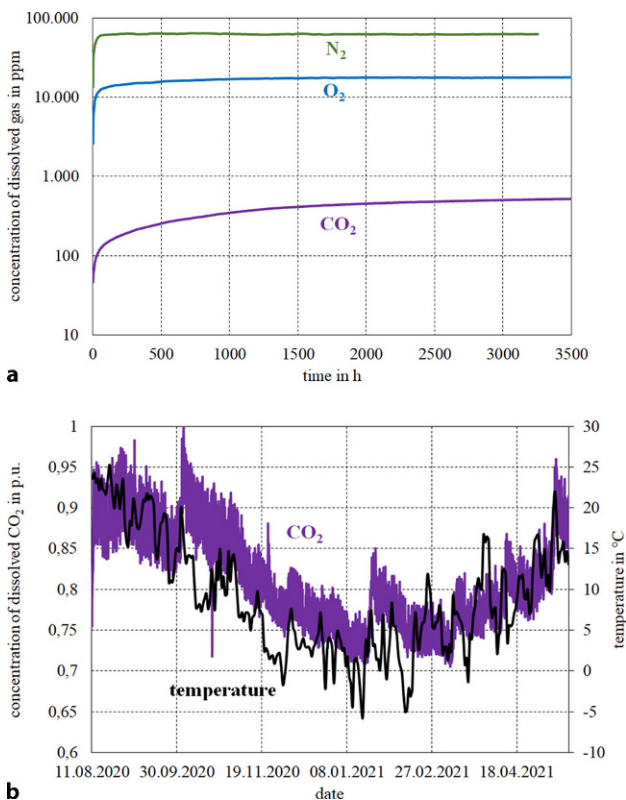 a
100.000
10.000
1.000
100
10
concentration of dissolved gas in ppm
N₂
O₂
CO₂
0 500 1000 1500 2000 2500 3000 3500
time in h
b
1
0,95
0,9
0,85
0,8
0,75
0,7
0,65
0,6
concentration of dissolved CO₂ in p.u.
CO₂
temperature
30
25
20
15
10
5
0
-5
-10
temperature in °C
11.08.2020 30.09.2020 19.11.2020 08.01.2021 27.02.2021 18.04.2021
date